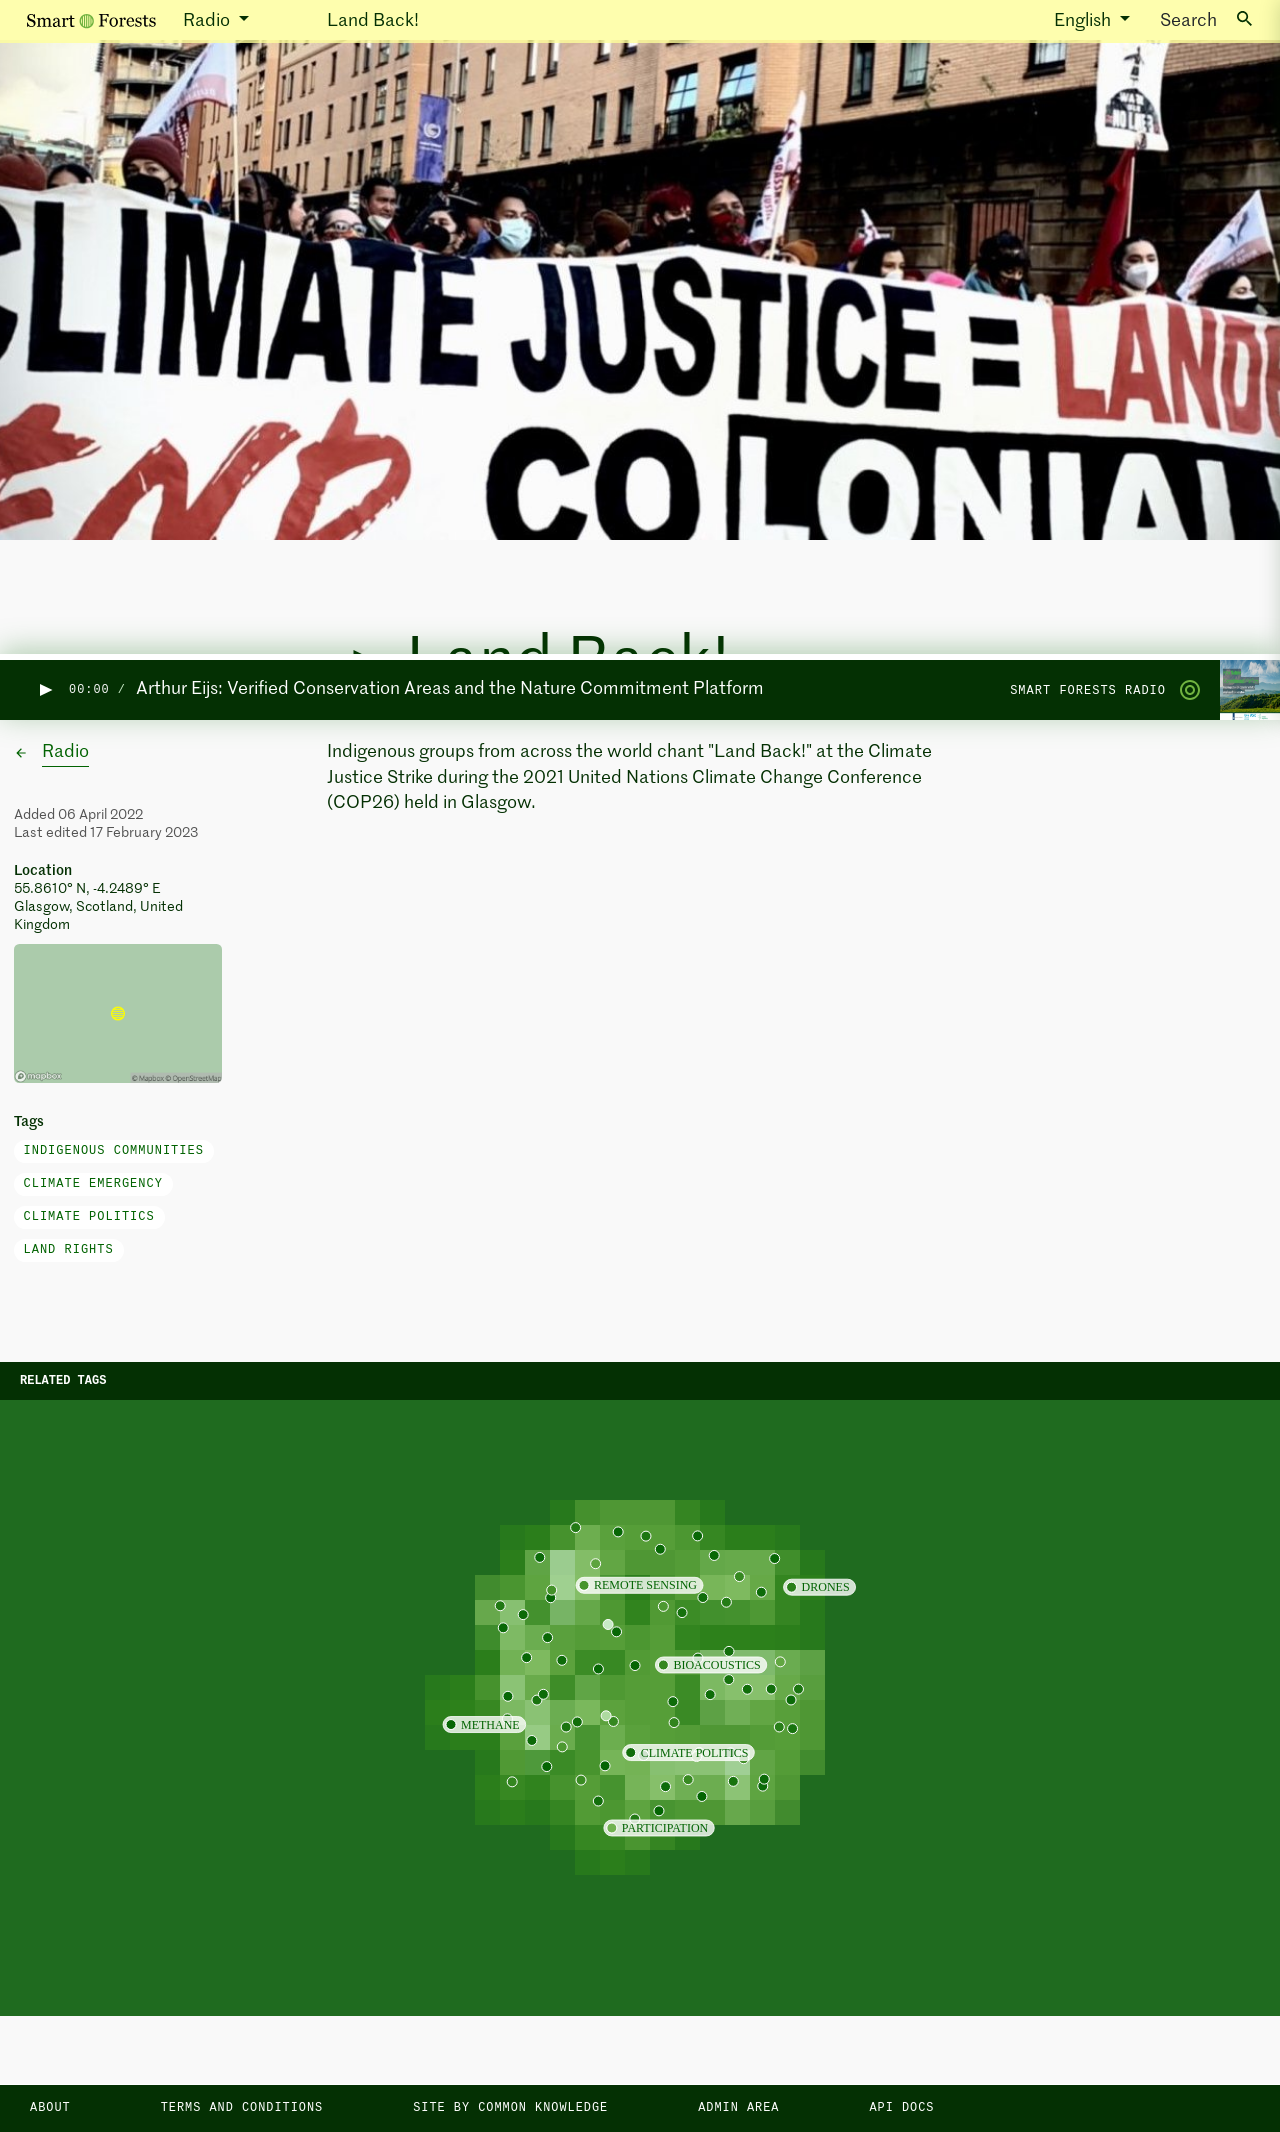 Smart Forests Radio Land Back! English Search
NO LIFE
CLIMATE JUSTICE = LAND
END COLONIAL
Land Back!
00:00 / Arthur Eijs: Verified Conservation Areas and the Nature Commitment Platform SMART FORESTS RADIO
Radio
Indigenous groups from across the world chant "Land Back!" at the Climate
Justice Strike during the 2021 United Nations Climate Change Conference
(COP26) held in Glasgow.
Added 06 April 2022
Last edited 17 February 2023
Location
55.8610° N, -4.2489° E
Glasgow, Scotland, United
Kingdom
mapbox © Mapbox © OpenStreetMap
Tags
INDIGENOUS COMMUNITIES
CLIMATE EMERGENCY
CLIMATE POLITICS
LAND RIGHTS
RELATED TAGS
REMOTE SENSING
DRONES
BIOACOUSTICS
METHANE
CLIMATE POLITICS
PARTICIPATION
ABOUT TERMS AND CONDITIONS SITE BY COMMON KNOWLEDGE ADMIN AREA API DOCS